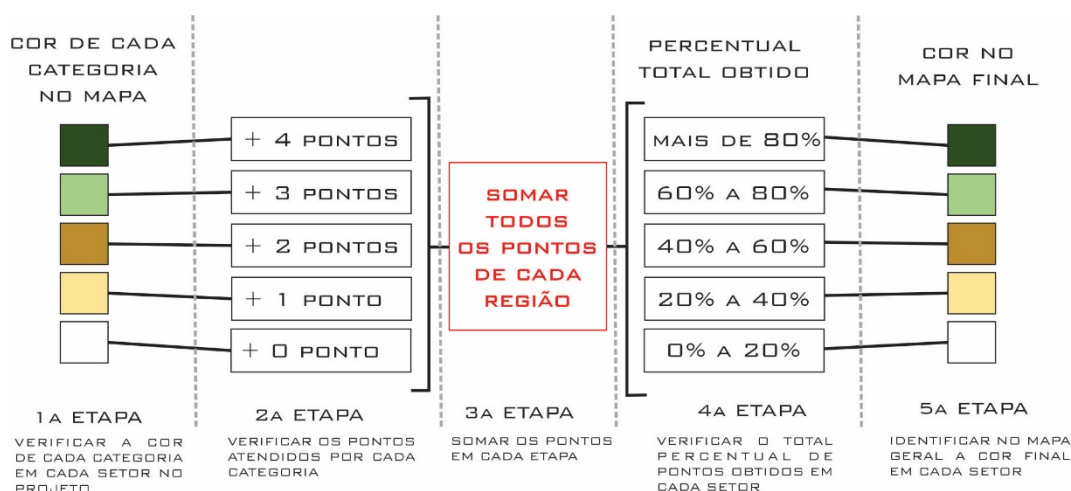 COR DE CADA
CATEGORIA
NO MAPA
+ 4 PONTOS
+ 3 PONTOS
+ 2 PONTOS
+ 1 PONTO
+ 0 PONTO
SOMAR
TODOS
OS PONTOS
DE CADA
REGIÃO
PERCENTUAL
TOTAL OBTIDO
MAIS DE 80%
60% A 80%
40% A 60%
20% A 40%
0% A 20%
COR NO
MAPA FINAL
1A ETAPA
VERIFICAR A COR
DE CADA CATEGORIA
EM CADA SETOR NO
PROJETO
2A ETAPA
VERIFICAR OS PONTOS
ATENDIDOS POR CADA
CATEGORIA
3A ETAPA
SOMAR OS PONTOS
EM CADA ETAPA
4A ETAPA
VERIFICAR O TOTAL
PERCENTUAL DE
PONTOS OBTIDOS EM
CADA SETOR
5A ETAPA
IDENTIFICAR NO MAPA
GERAL A COR FINAL
EM CADA SETOR